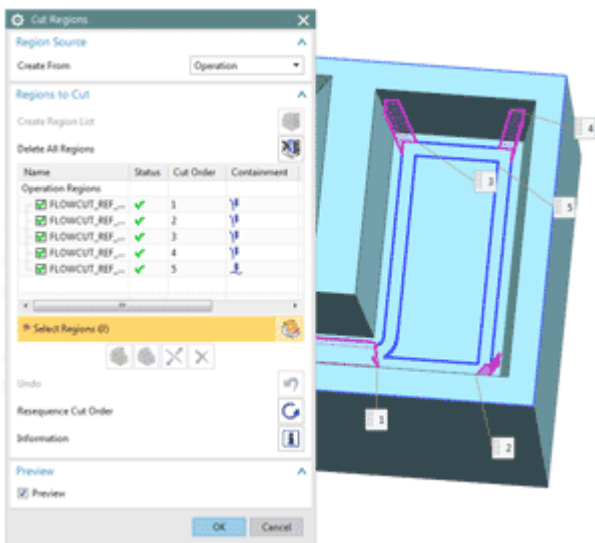 Cut Regions
Region Source
Create From Operation
Regions to Cut
Create Region List
Delete All Regions
Name Status Cut Order Containment
Operation Regions
FLOWCUT_REF_... 1
FLOWCUT_REF_... 2
FLOWCUT_REF_... 3
FLOWCUT_REF_... 4
FLOWCUT_REF_... 5
* Select Regions (0)
Undo
Resequence Cut Order
Information
Preview
Preview
OK Cancel
4
3
5
1
2